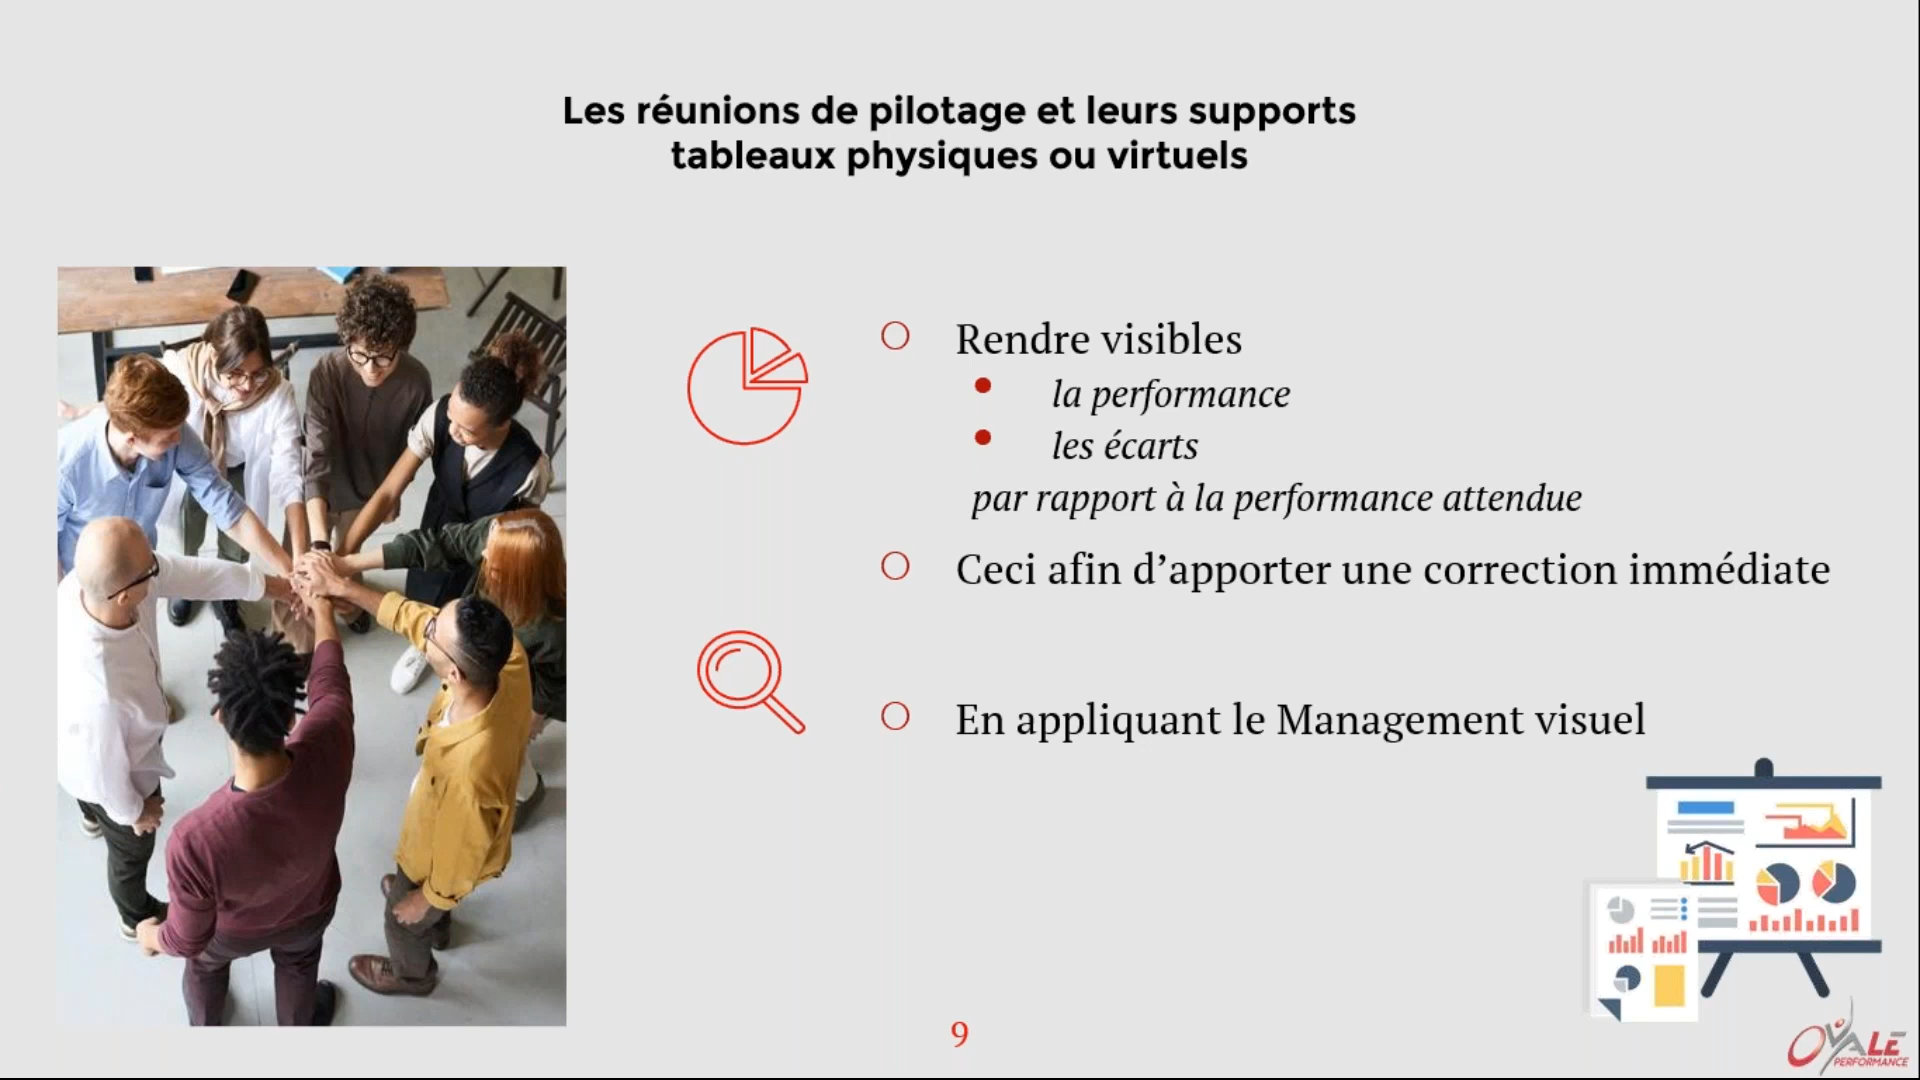 Les réunions de pilotage et leurs supports
tableaux physiques ou virtuels
Rendre visibles
la performance
les écarts
par rapport à la performance attendue
Ceci afin d’apporter une correction immédiate
En appliquant le Management visuel
9
OVALE
PERFORMANCE